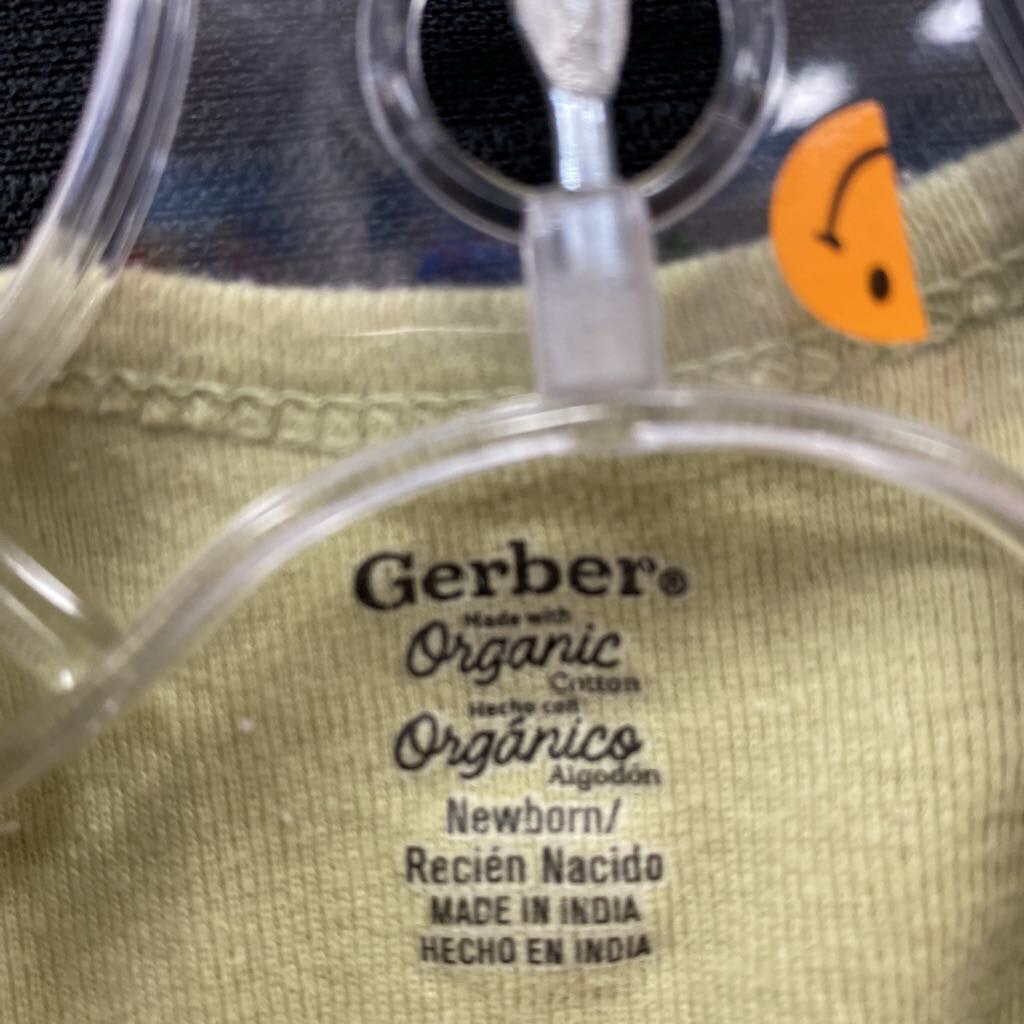 Gerber®
Made with
Organic
Cotton
Hecho con
Orgánico
Algodón
Newborn/
Recién Nacido
MADE IN INDIA
HECHO EN INDIA